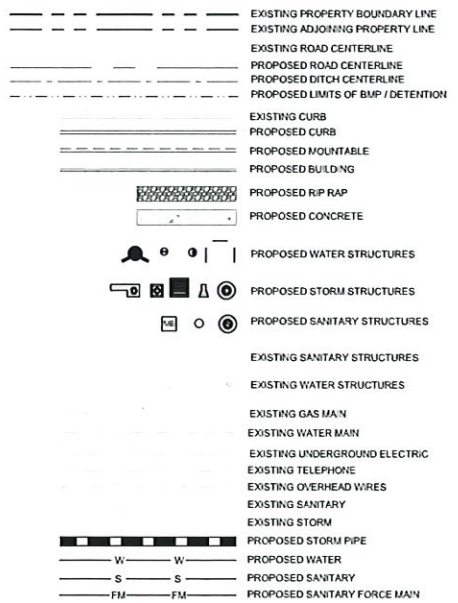 EXISTING PROPERTY BOUNDARY LINE
EXISTING ADJOINING PROPERTY LINE
EXISTING ROAD CENTERLINE
PROPOSED ROAD CENTERLINE
PROPOSED DITCH CENTERLINE
PROPOSED LIMITS OF BMP / DETENTION
EXISTING CURB
PROPOSED CURB
PROPOSED MOUNTABLE
PROPOSED BUILDING
PROPOSED RIP RAP
PROPOSED CONCRETE
PROPOSED WATER STRUCTURES
PROPOSED STORM STRUCTURES
PROPOSED SANITARY STRUCTURES
EXISTING SANITARY STRUCTURES
EXISTING WATER STRUCTURES
EXISTING GAS MAIN
EXISTING WATER MAIN
EXISTING UNDERGROUND ELECTRIC
EXISTING TELEPHONE
EXISTING OVERHEAD WIRES
EXISTING SANITARY
EXISTING STORM
PROPOSED STORM PIPE
W W PROPOSED WATER
S S PROPOSED SANITARY
FM FM PROPOSED SANITARY FORCE MAIN